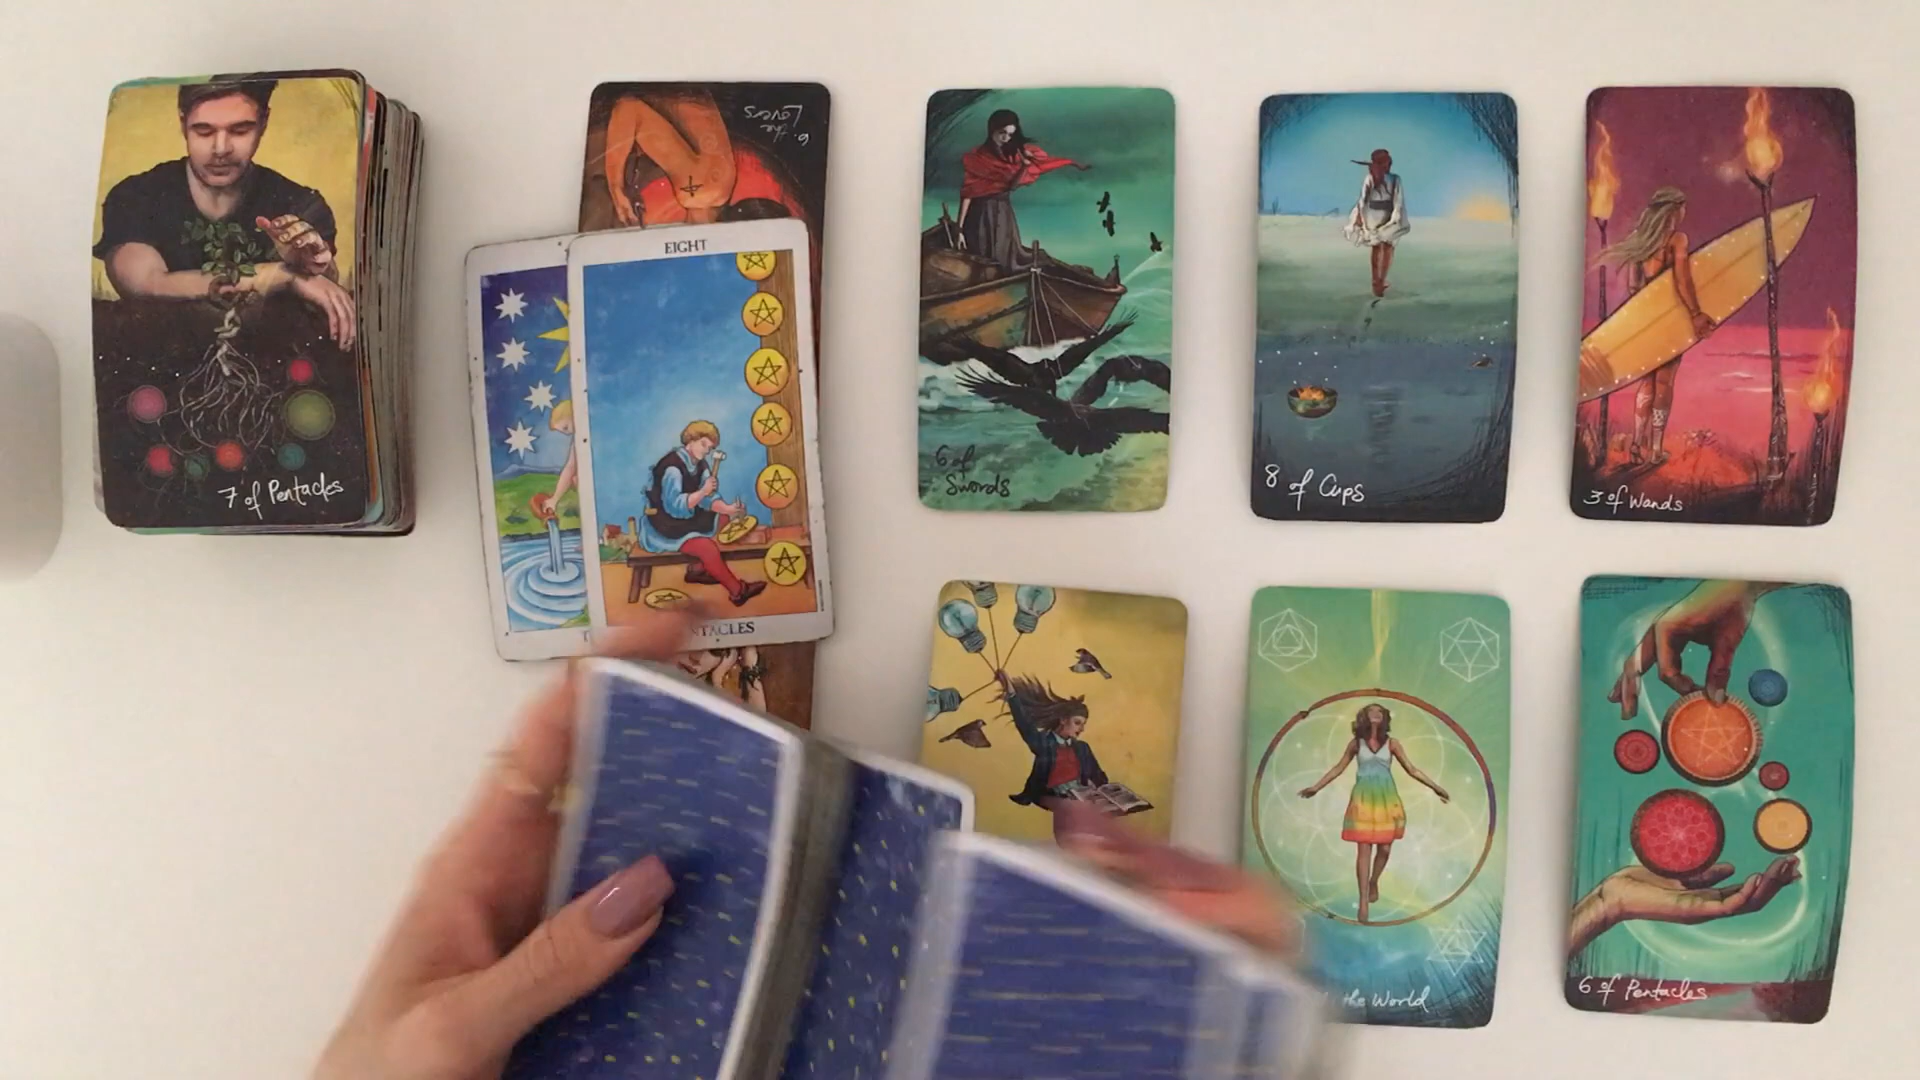 7 of Pentacles
6. the
Lovers
EIGHT
6 of
Swords
8 of Cups
3 of Wands
the World
6 of Pentacles